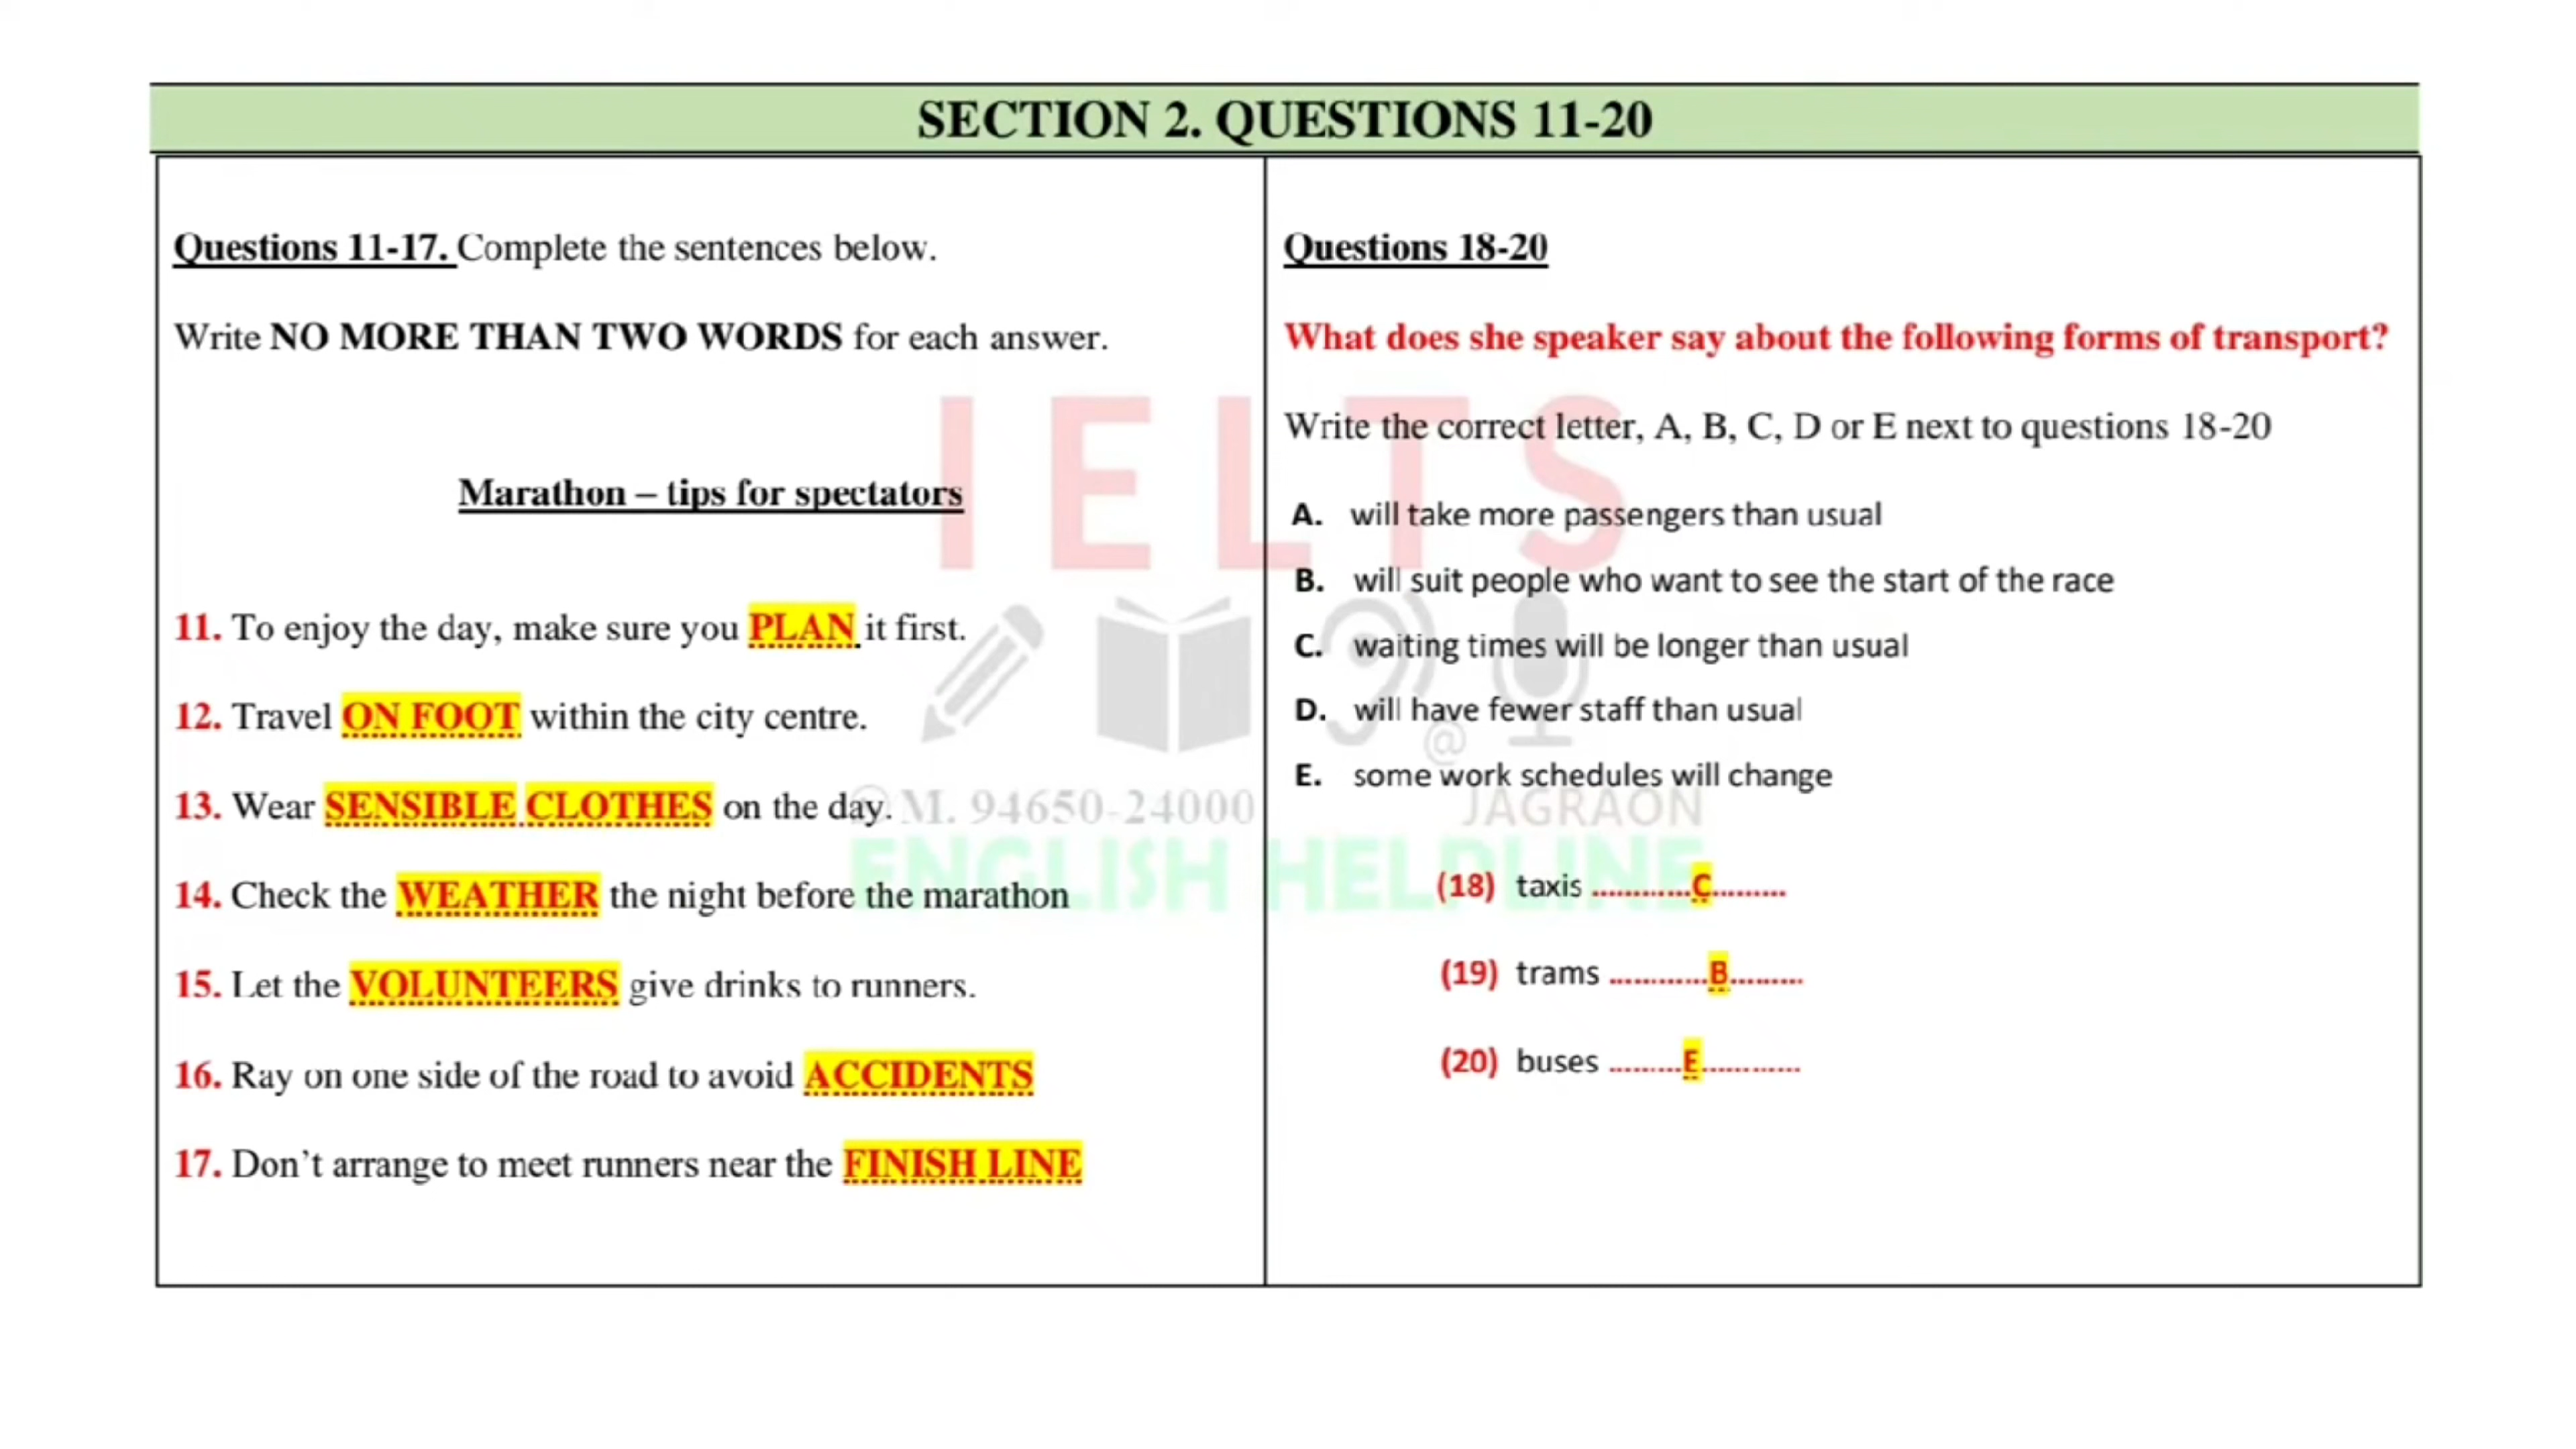 SECTION 2. QUESTIONS 11-20
Questions 11-17. Complete the sentences below.
Write NO MORE THAN TWO WORDS for each answer.
Marathon – tips for spectators
11. To enjoy the day, make sure you PLAN it first.
12. Travel ON FOOT within the city centre.
13. Wear SENSIBLE CLOTHES on the day.
14. Check the WEATHER the night before the marathon
15. Let the VOLUNTEERS give drinks to runners.
16. Ray on one side of the road to avoid ACCIDENTS
17. Don't arrange to meet runners near the FINISH LINE
Questions 18-20
What does she speaker say about the following forms of transport?
Write the correct letter, A, B, C, D or E next to questions 18-20
A. will take more passengers than usual
B. will suit people who want to see the start of the race
C. waiting times will be longer than usual
D. will have fewer staff than usual
E. some work schedules will change
(18) taxis ............C.........
(19) trams ............B.........
(20) buses .........E............
IELTS
@
M. 94650-24000
JAGRAON
ENGLISH HELPLINE